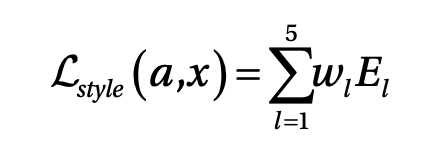 ℒ_style (a,x) = ∑_{l=1}^{5} w_l E_l